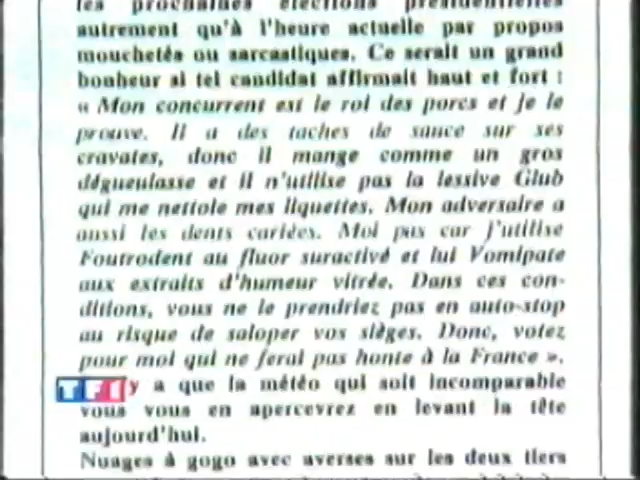 les prochaines élections présidentielles
autrement qu'à l'heure actuelle par propos
mouchetés ou sarcastiques. Ce serait un grand
bonheur si tel candidat affirmait haut et fort :
« Mon concurrent est le roi des porcs et je le
prouve. Il a des taches de sauce sur ses
cravates, donc il mange comme un gros
dégueulasse et il n'utilise pas la lessive Glub
qui me nettoie mes liquettes. Mon adversaire a
aussi les dents cariées. Moi pas car j'utilise
Foutrodent au fluor suractivé et lui Vomipate
aux extraits d'humeur vitrée. Dans ces con-
ditions, vous ne le prendriez pas en auto-stop
au risque de saloper vos sièges. Donc, votez
pour moi qui ne ferai pas honte à la France ».
TF1 y a que la météo qui soit incomparable
vous vous en apercevrez en levant la tête
aujourd'hui.
Nuages à gogo avec averses sur les deux tiers